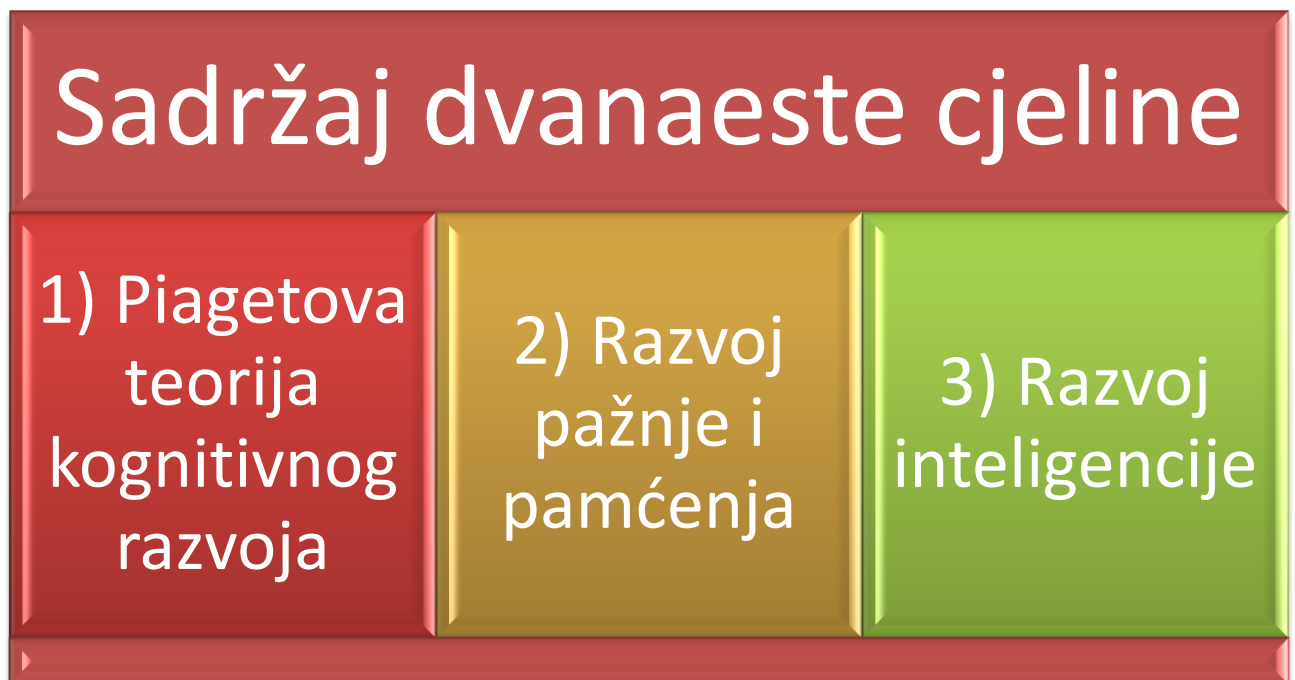 Sadržaj dvanaeste cjeline
1) Piagetova
teorija
kognitivnog
razvoja
2) Razvoj
pažnje i
pamćenja
3) Razvoj
inteligencije